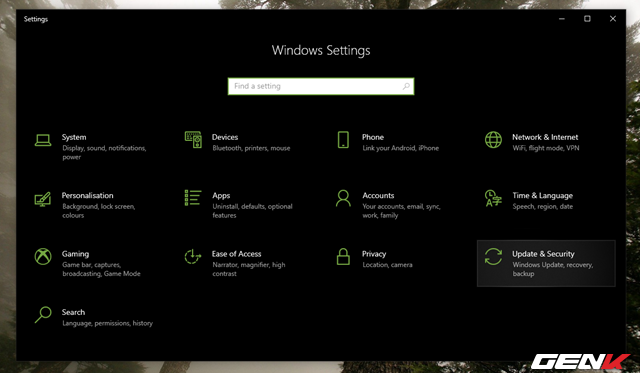 Settings
Windows Settings
Find a setting
System
Display, sound, notifications,
power
Devices
Bluetooth, printers, mouse
Phone
Link your Android, iPhone
Network & Internet
WiFi, flight mode, VPN
Personalisation
Background, lock screen,
colours
Apps
Uninstall, defaults, optional
features
Accounts
Your accounts, email, sync,
work, family
Time & Language
Speech, region, date
Gaming
Game bar, captures,
broadcasting, Game Mode
Ease of Access
Narrator, magnifier, high
contrast
Privacy
Location, camera
Update & Security
Windows Update, recovery,
backup
Search
Language, permissions, history
GENK